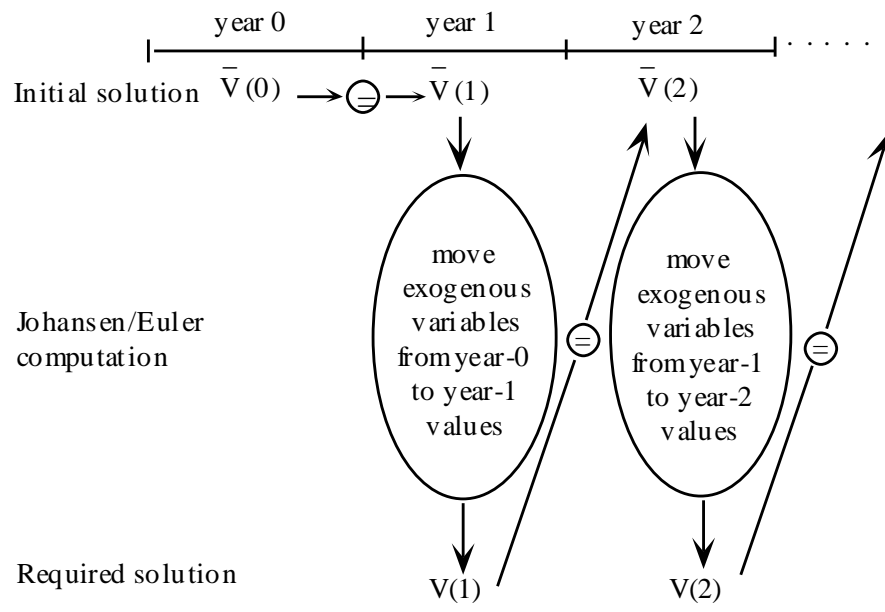 year 0 year 1 year 2 . . . . .
Initial solution V̄(0) = V̄(1) V̄(2)
move
exogenous
variables
from year-0
to year-1
values
move
exogenous
variables
from year-1
to year-2
values
Johansen/Euler
computation
=
=
Required solution V(1) V(2)